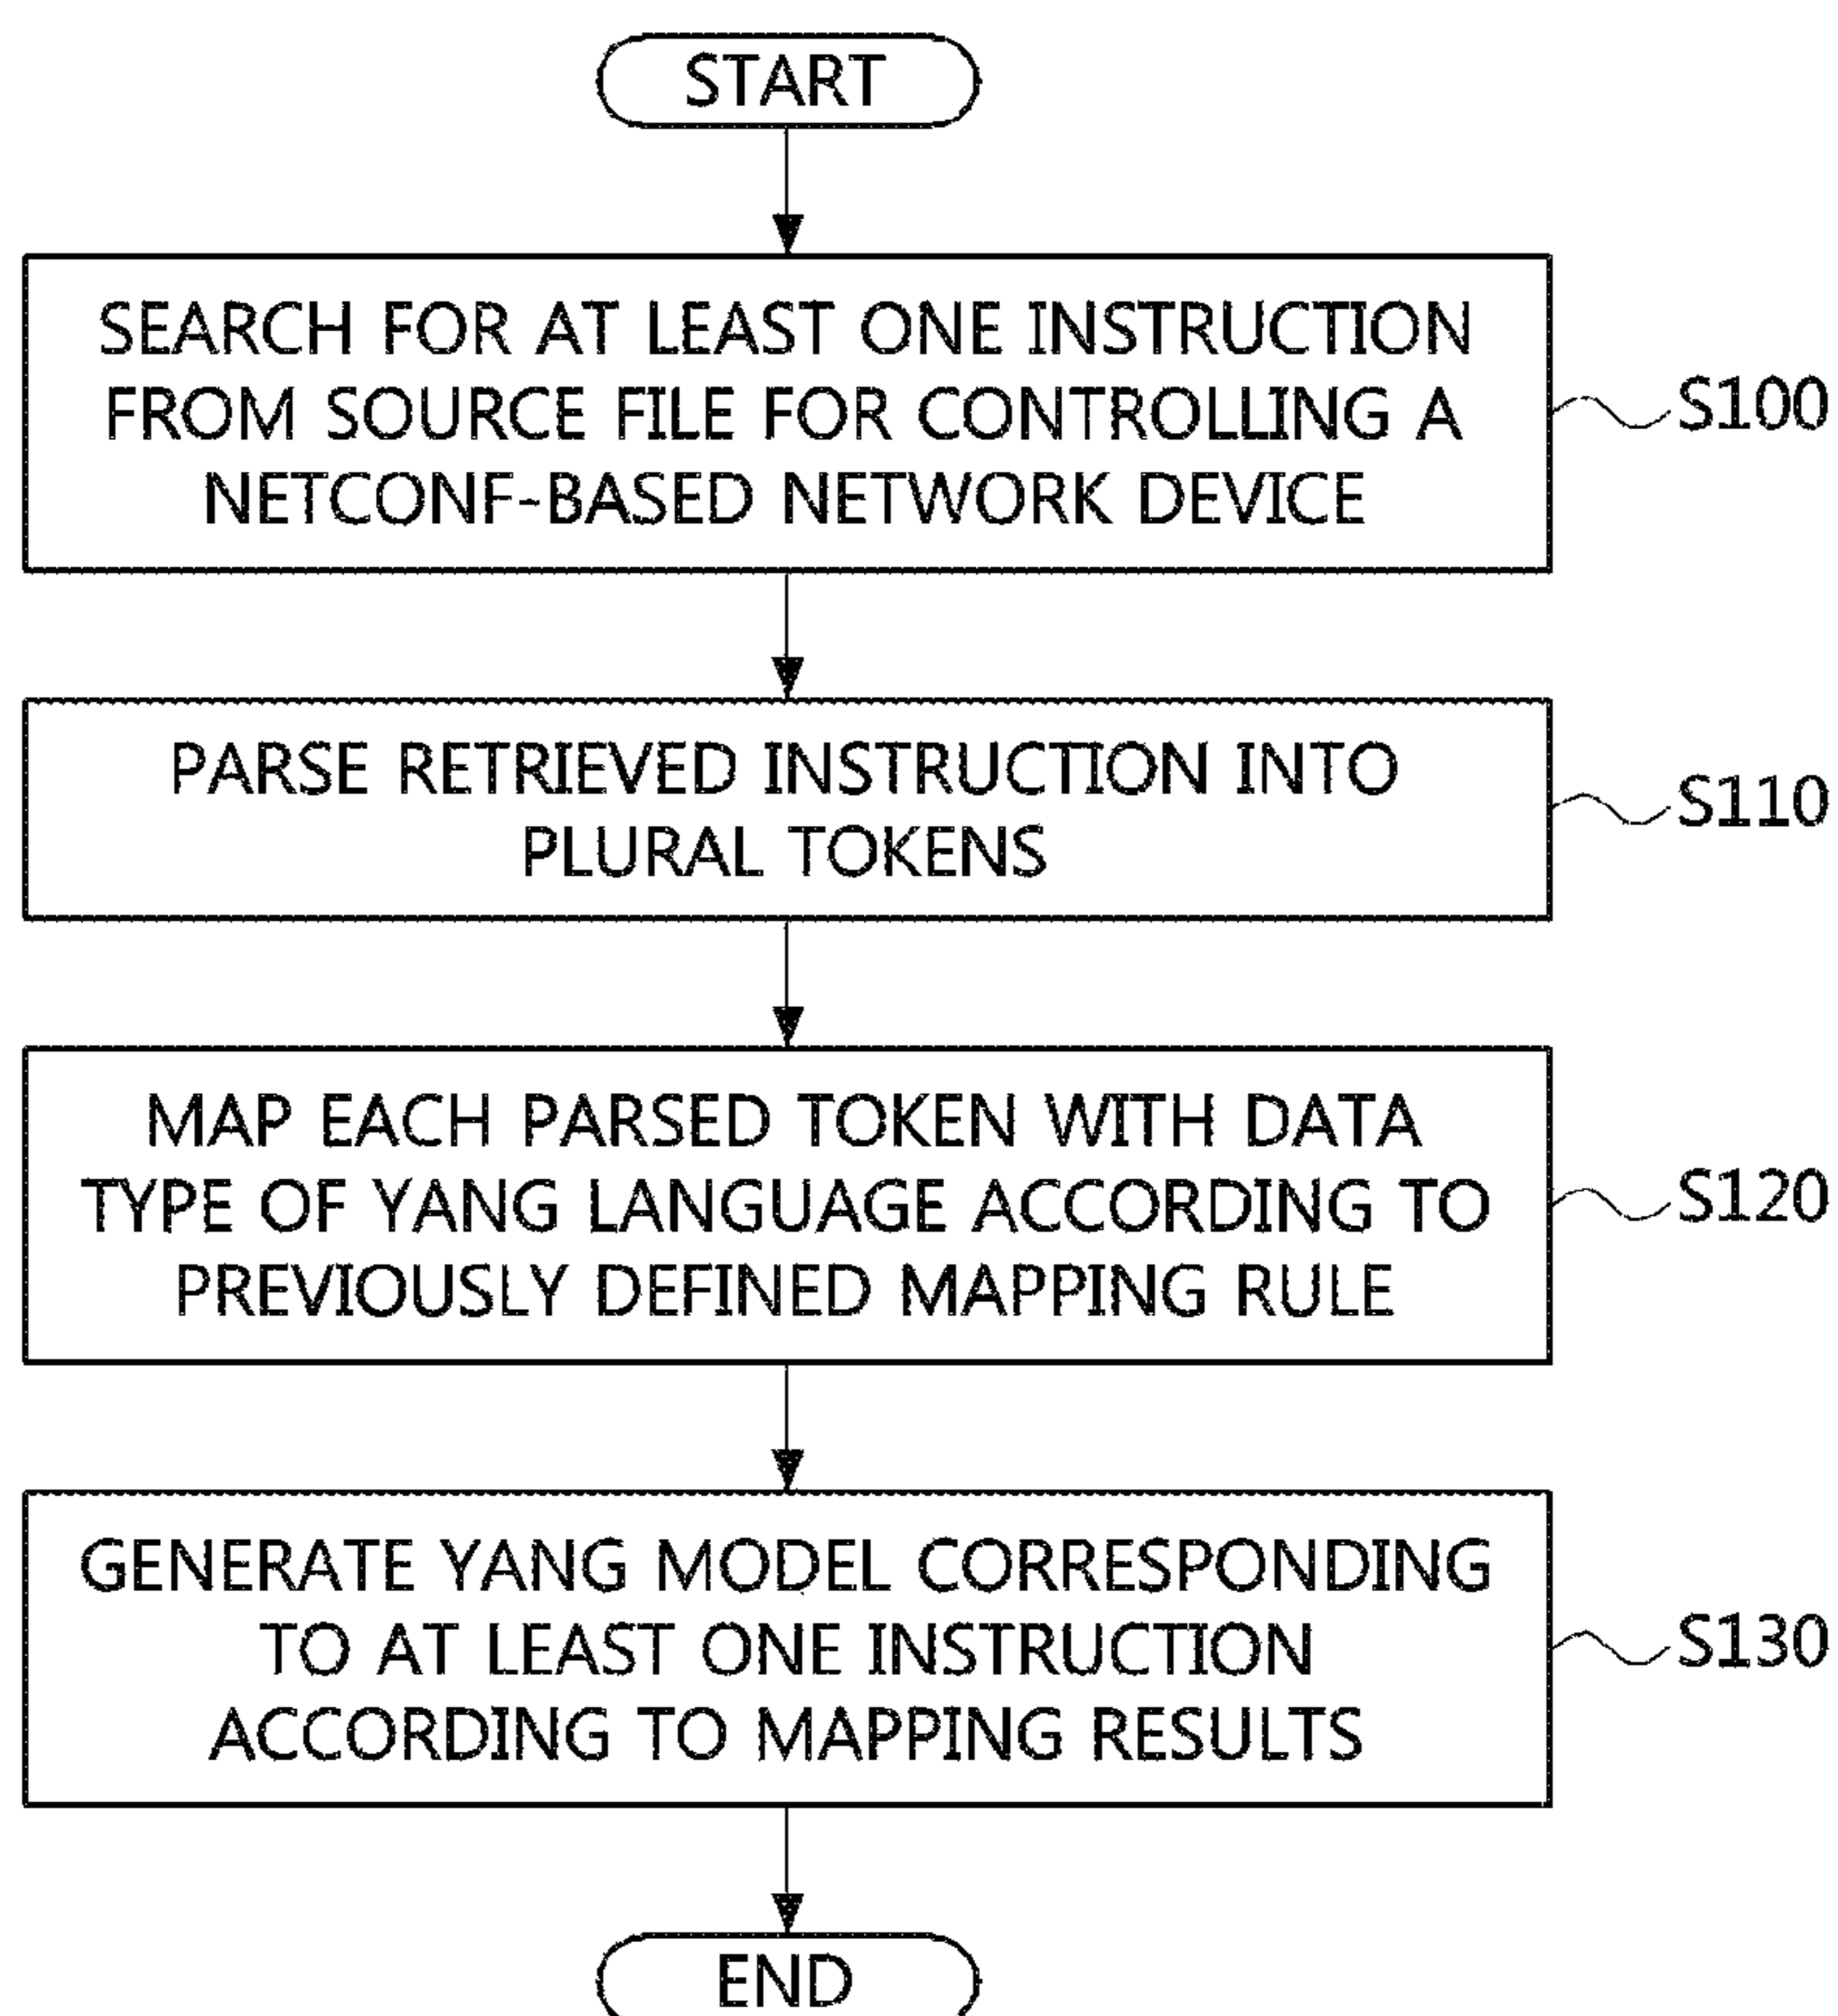 START
SEARCH FOR AT LEAST ONE INSTRUCTION
FROM SOURCE FILE FOR CONTROLLING A
NETCONF-BASED NETWORK DEVICE
S100
PARSE RETRIEVED INSTRUCTION INTO
PLURAL TOKENS
S110
MAP EACH PARSED TOKEN WITH DATA
TYPE OF YANG LANGUAGE ACCORDING TO
PREVIOUSLY DEFINED MAPPING RULE
S120
GENERATE YANG MODEL CORRESPONDING
TO AT LEAST ONE INSTRUCTION
ACCORDING TO MAPPING RESULTS
S130
END